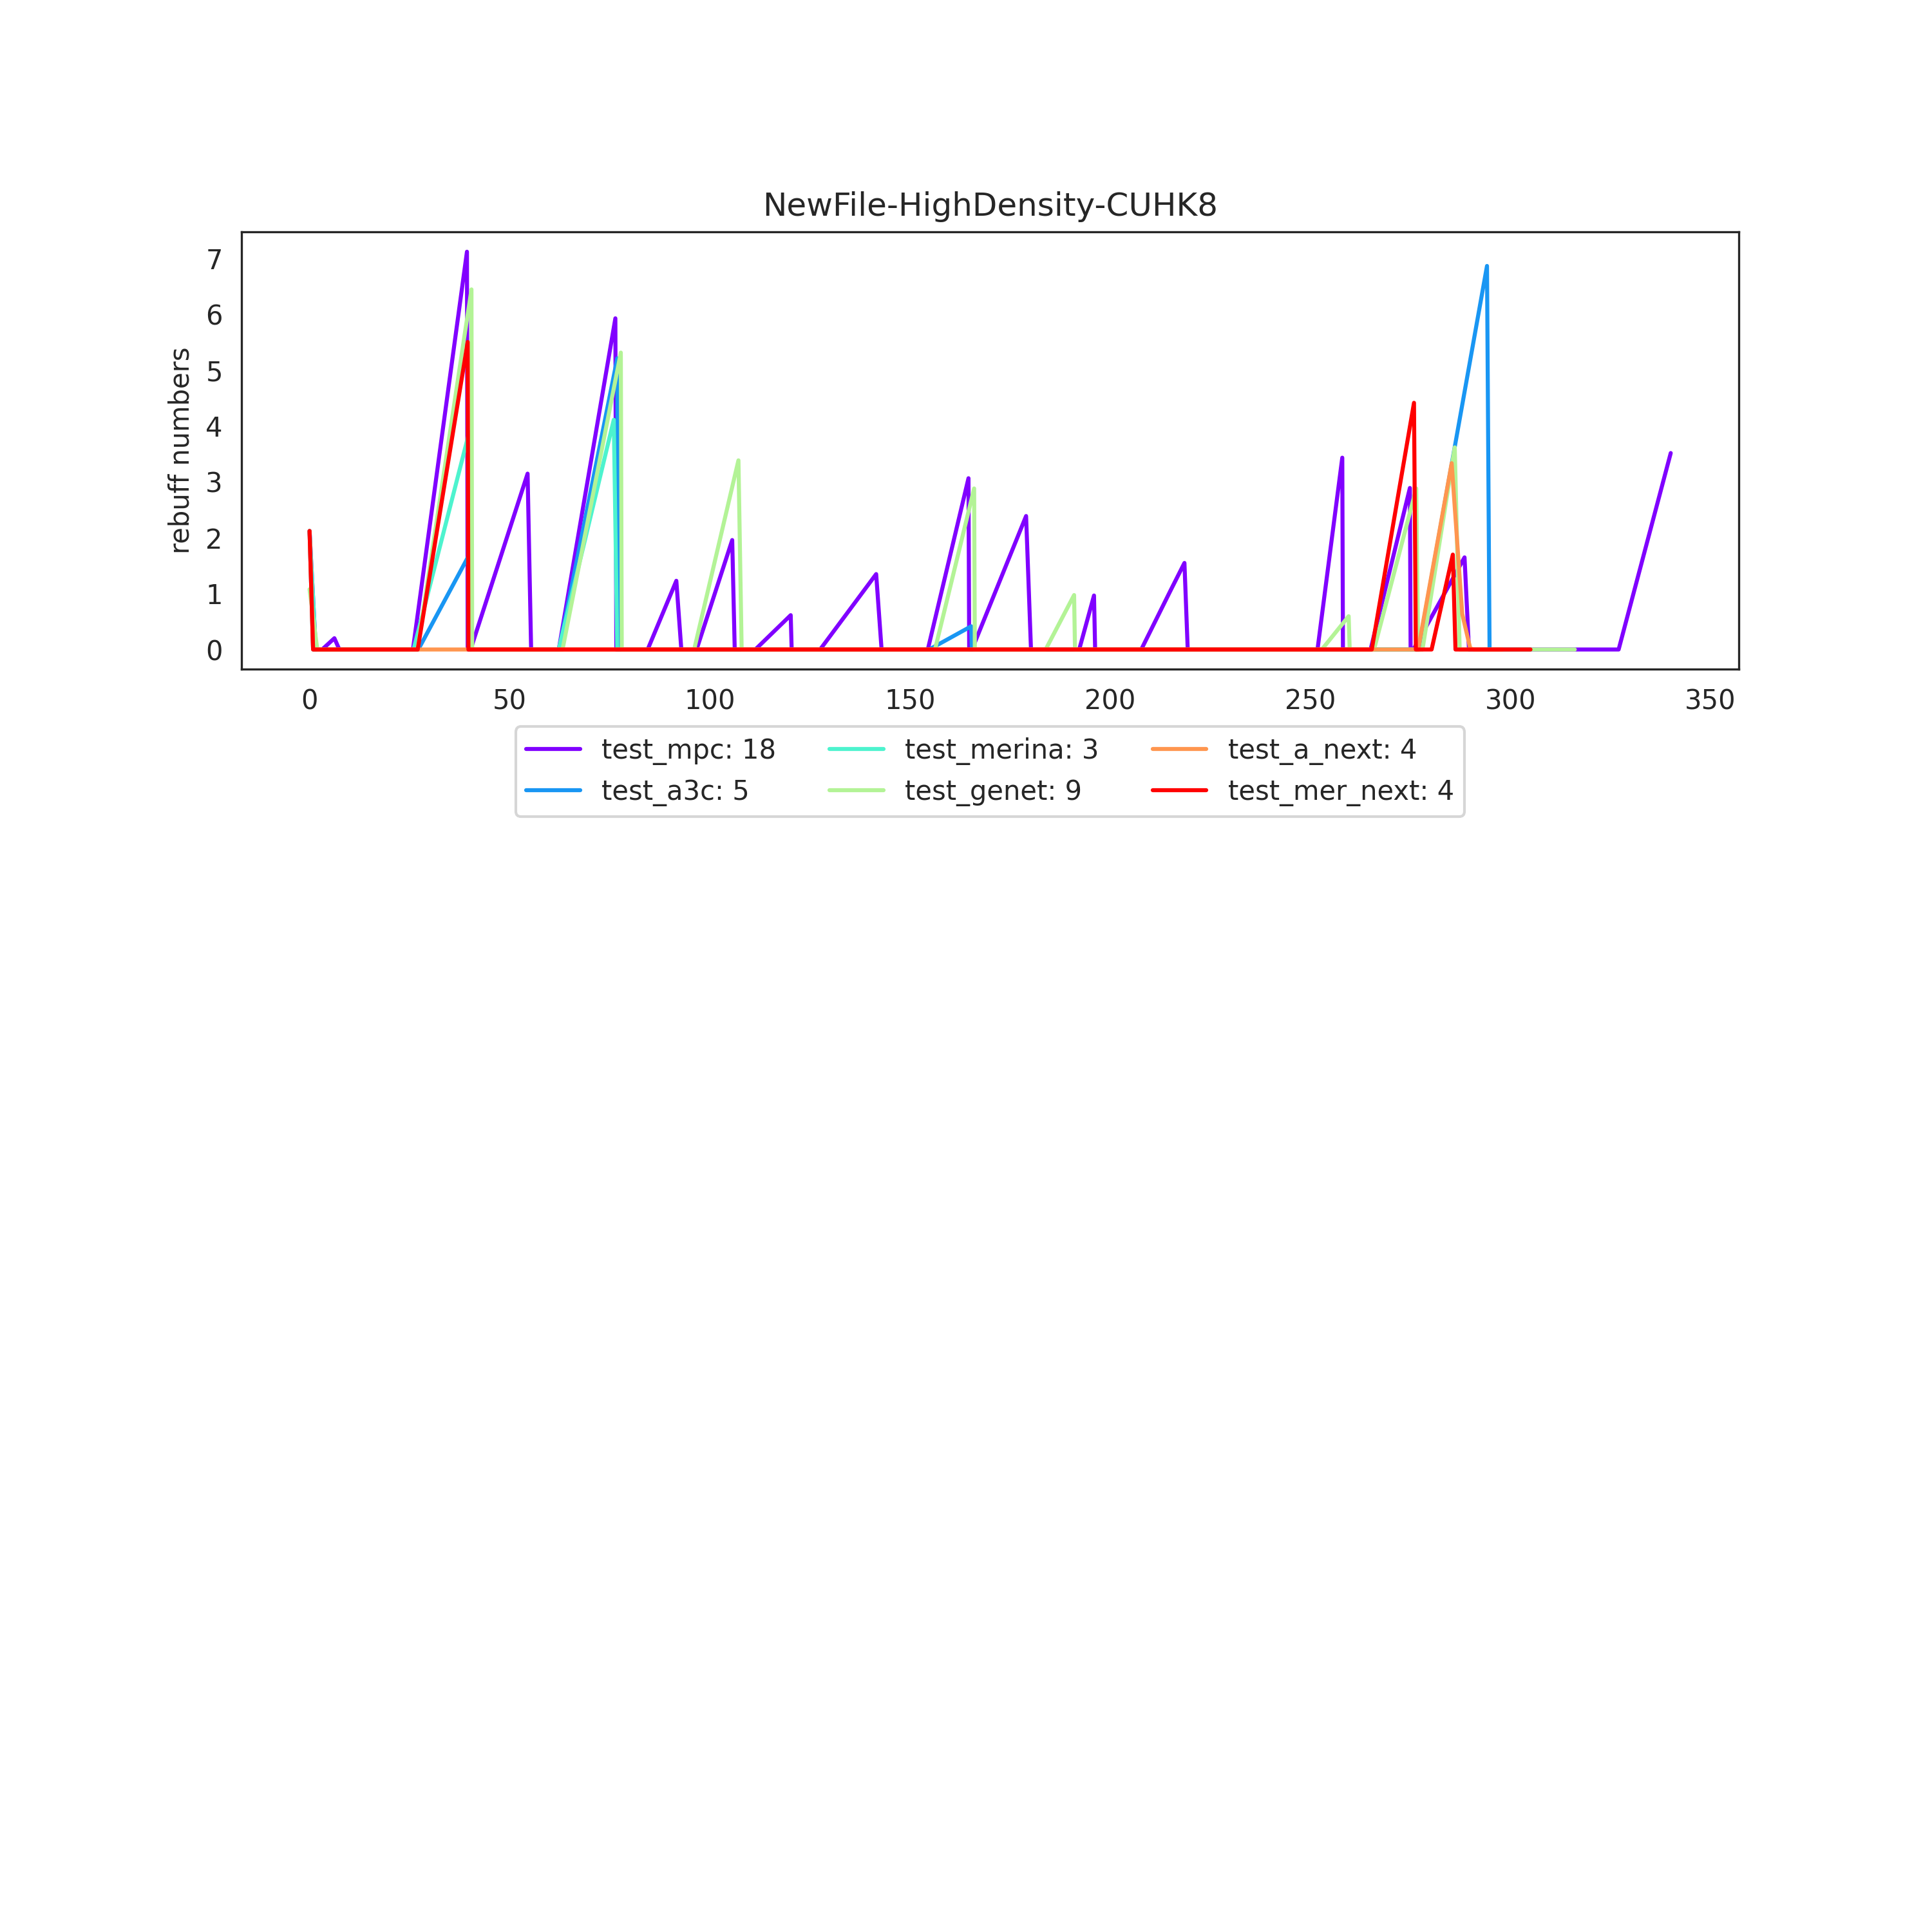 NewFile-HighDensity-CUHK8
rebuff numbers
7
6
5
4
3
2
1
0
0 50 100 150 200 250 300 350
test_mpc: 18 test_merina: 3 test_a_next: 4
test_a3c: 5 test_genet: 9 test_mer_next: 4